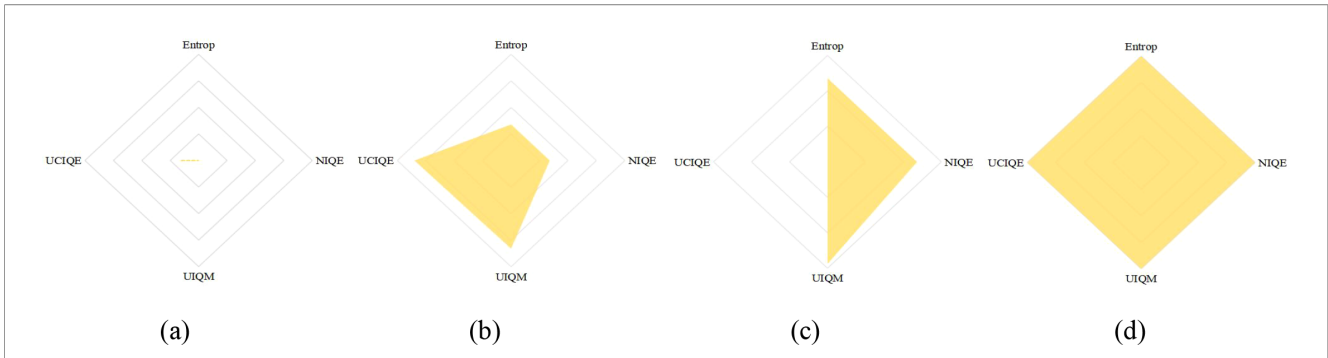 Entrop
UCIQE
NIQE
UIQM
(a)
Entrop
UCIQE
NIQE
UIQM
(b)
Entrop
UCIQE
NIQE
UIQM
(c)
Entrop
UCIQE
NIQE
UIQM
(d)